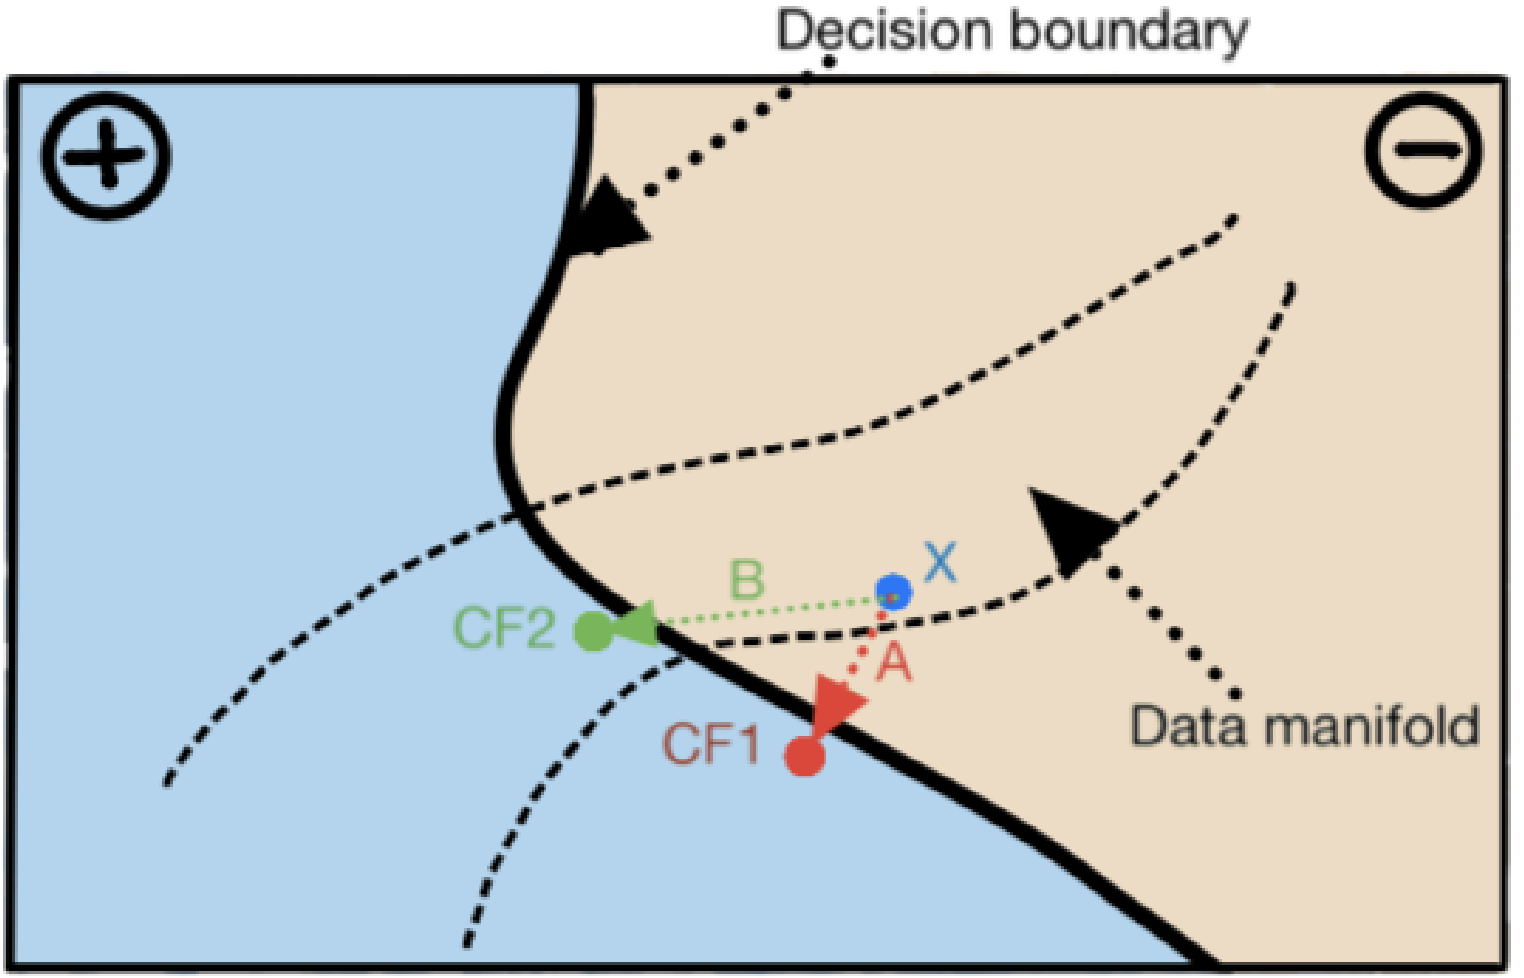 Decision boundary
+
−
X
B
CF2
A
CF1
Data manifold